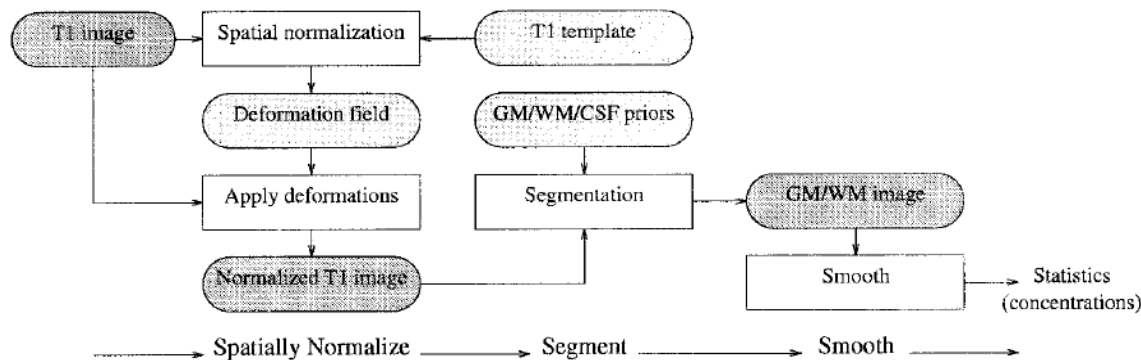 T1 image
Spatial normalization
T1 template
Deformation field
GM/WM/CSF priors
Apply deformations
Segmentation
GM/WM image
Normalized T1 image
Smooth
Statistics
(concentrations)
Spatially Normalize
Segment
Smooth